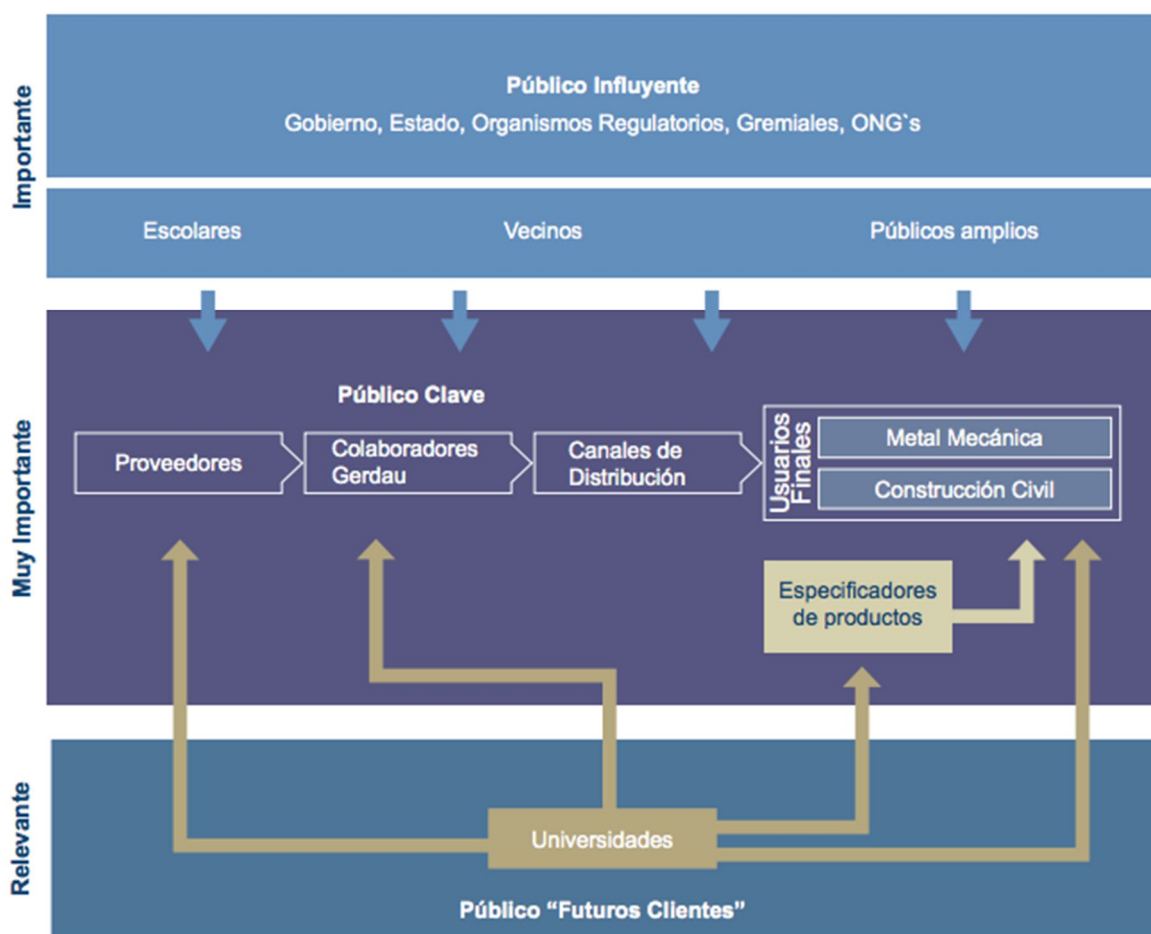 Importante
Público Influyente
Gobierno, Estado, Organismos Regulatorios, Gremiales, ONG`s
Escolares
Vecinos
Públicos amplios
Muy Importante
Público Clave
Proveedores
Colaboradores
Gerdau
Canales de
Distribución
Usuarios
Finales
Metal Mecánica
Construcción Civil
Especificadores
de productos
Relevante
Universidades
Público “Futuros Clientes”